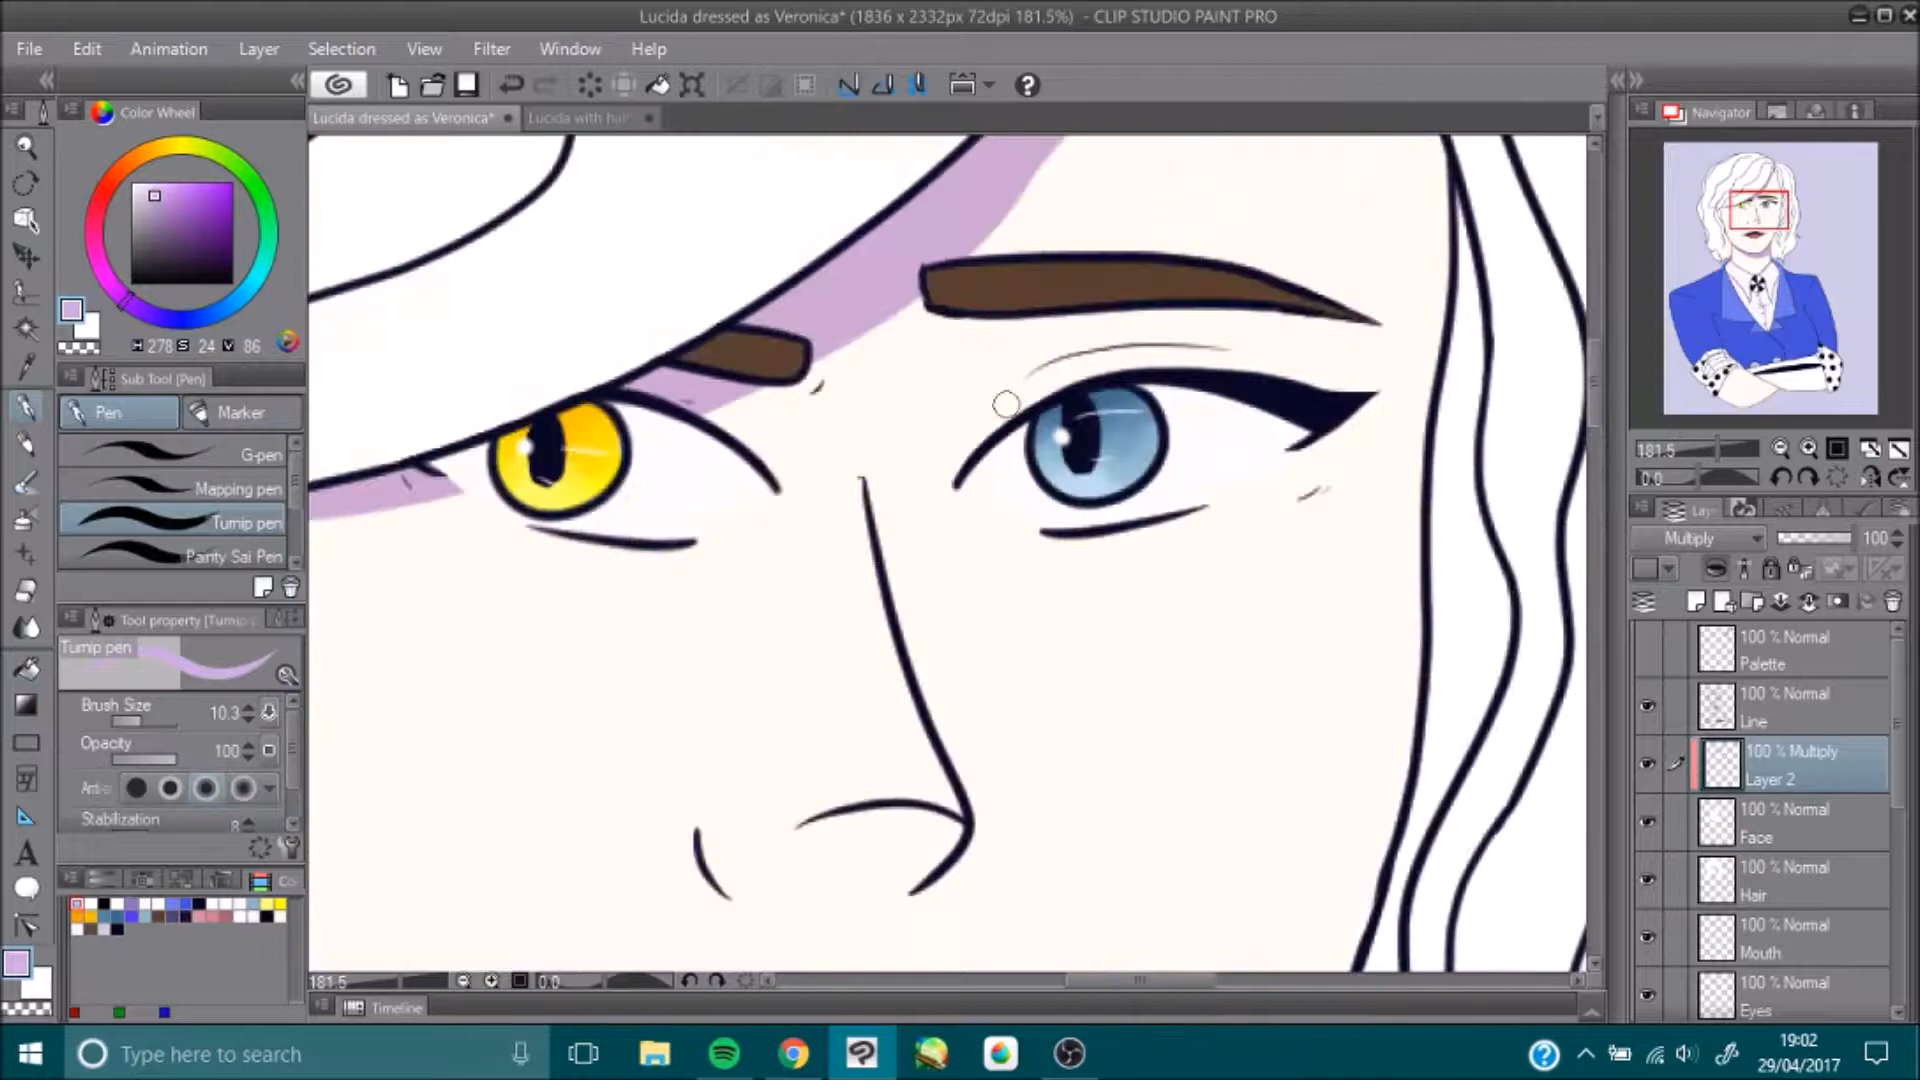 Lucida dressed as Veronica* (1836 x 2332px 72dpi 181.5%) - CLIP STUDIO PAINT PRO
File Edit Animation Layer Selection View Filter Window Help
Color Wheel
Lucida dressed as Veronica*
Lucida with hai
Navigator
H 278 S 24 V 86
Sub Tool [Pen]
Pen Marker
G-pen
Mapping pen
Turnip pen
Painty Sai Pen
Tool property [Turnip
Turnip pen
Brush Size 10.3
Opacity 100
Anti-a
Stabilization
Co
181.5
0.0
Lay
Multiply 100
100 % Normal
Palette
100 % Normal
Line
100 % Multiply
Layer 2
100 % Normal
Face
100 % Normal
Hair
100 % Normal
Mouth
100 % Normal
Eyes
181.5 0.0
Timeline
Type here to search
19:02
29/04/2017